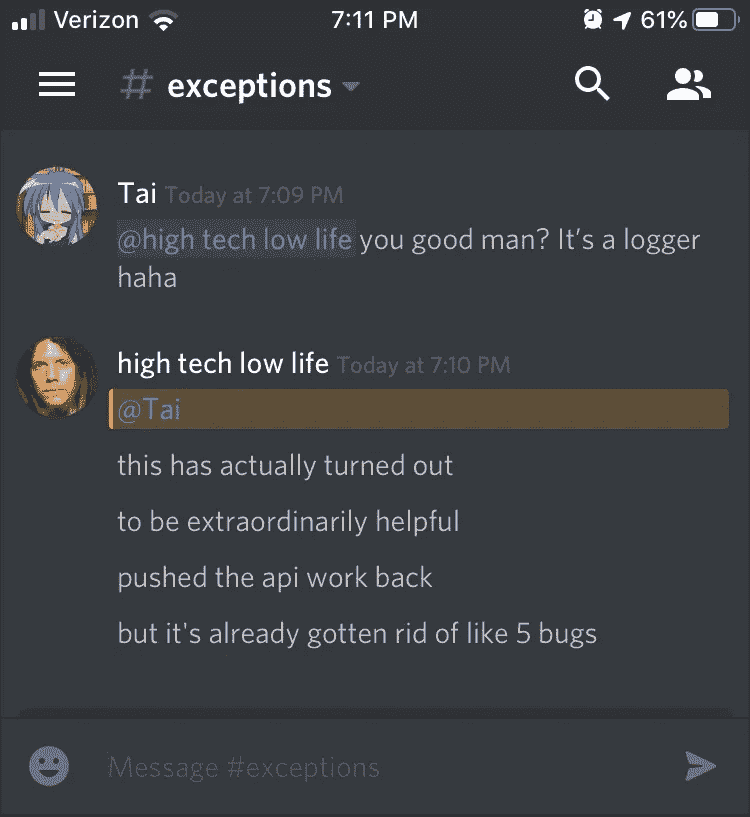 Verizon 7:11 PM 61%
# exceptions
Tai Today at 7:09 PM
@high tech low life you good man? It’s a logger
haha
high tech low life Today at 7:10 PM
@Tai
this has actually turned out
to be extraordinarily helpful
pushed the api work back
but it's already gotten rid of like 5 bugs
Message #exceptions